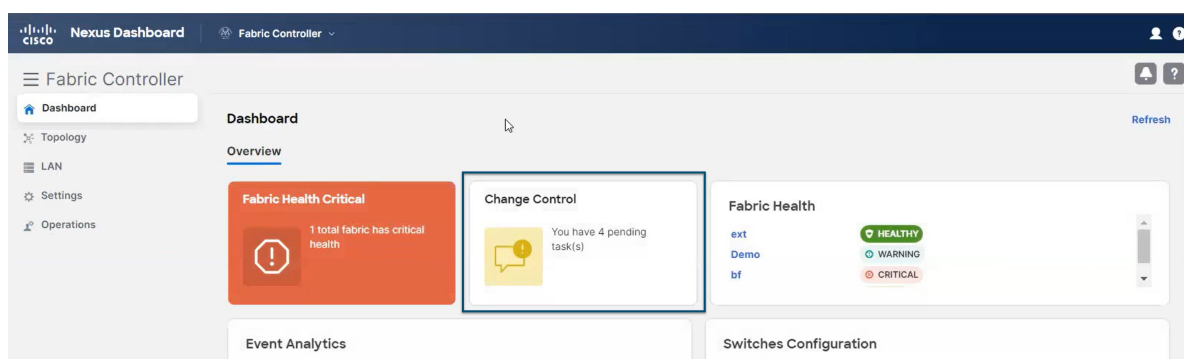 CISCO
Nexus Dashboard
Fabric Controller
Fabric Controller
Dashboard
Topology
LAN
Settings
Operations
Dashboard
Refresh
Overview
Fabric Health Critical
1 total fabric has critical
health
Change Control
You have 4 pending
task(s)
Fabric Health
ext
HEALTHY
Demo
WARNING
bf
CRITICAL
Event Analytics
Switches Configuration